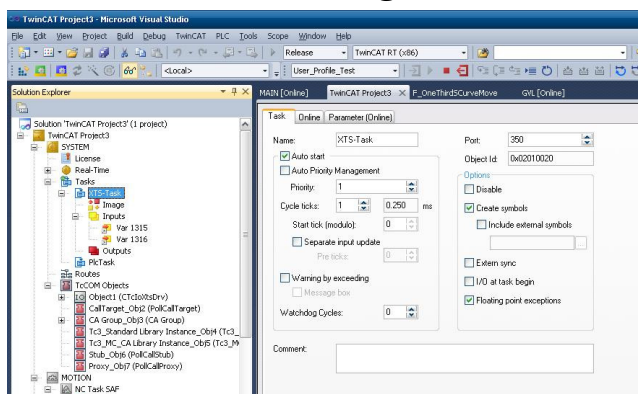 TwinCAT Project3 - Microsoft Visual Studio
File Edit View Project Build Debug TwinCAT PLC Tools Scope Window Help
Release TwinCAT RT (x86)
<Local> User_Profile_Test
Solution Explorer
MAIN [Online] TwinCAT Project3 F_OneThirdSCurveMove GVL [Online]
Solution 'TwinCAT Project3' (1 project)
TwinCAT Project3
SYSTEM
License
Real-Time
Tasks
XTS-Task
Image
Inputs
Var 1315
Var 1316
Outputs
PlcTask
Routes
TcCOM Objects
Object1 (CTcIoXtsDrv)
CallTarget_Obj2 (PollCallTarget)
CA Group_Obj3 (CA Group)
Tc3_Standard Library Instance_Obj4 (Tc3_
Tc3_MC_CA Library Instance_Obj5 (Tc3_M
Stub_Obj6 (PollCallStub)
Proxy_Obj7 (PollCallProxy)
MOTION
NC Task SAF
Task Online Parameter (Online)
Name: XTS-Task Port: 350
Auto start Object Id: 0x02010020
Auto Priority Management Options
Priority: 1 Disable
Cycle ticks: 1 0.250 ms Create symbols
Start tick (modulo): 0 Include external symbols
Separate input update
Pre ticks: 0 Extern sync
Warning by exceeding I/O at task begin
Message box Floating point exceptions
Watchdog Cycles: 0
Comment: